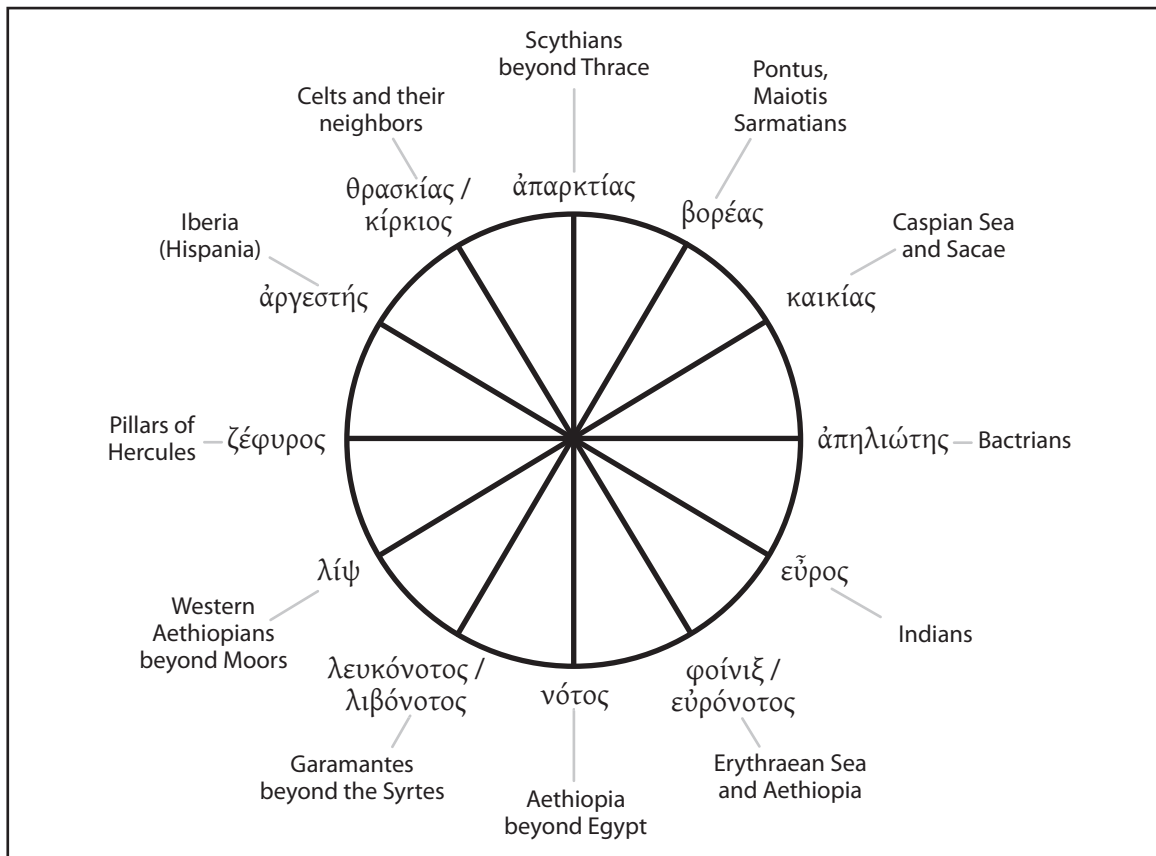 Scythians
beyond Thrace
Pontus,
Maiotis
Sarmatians
Celts and their
neighbors
ἀπαρκτίας
θρασκίας /
κίρκιος
βορέας
Iberia
(Hispania)
Caspian Sea
and Sacae
ἀργεστής
καικίας
Pillars of
Hercules
ζέφυρος
ἀπηλιώτης
Bactrians
λίψ
εὖρος
Western
Aethiopians
beyond Moors
Indians
λευκόνοτος /
λιβόνοτος
νότος
φοίνιξ /
εὐρόνοτος
Garamantes
beyond the Syrtes
Aethiopia
beyond Egypt
Erythraean Sea
and Aethiopia